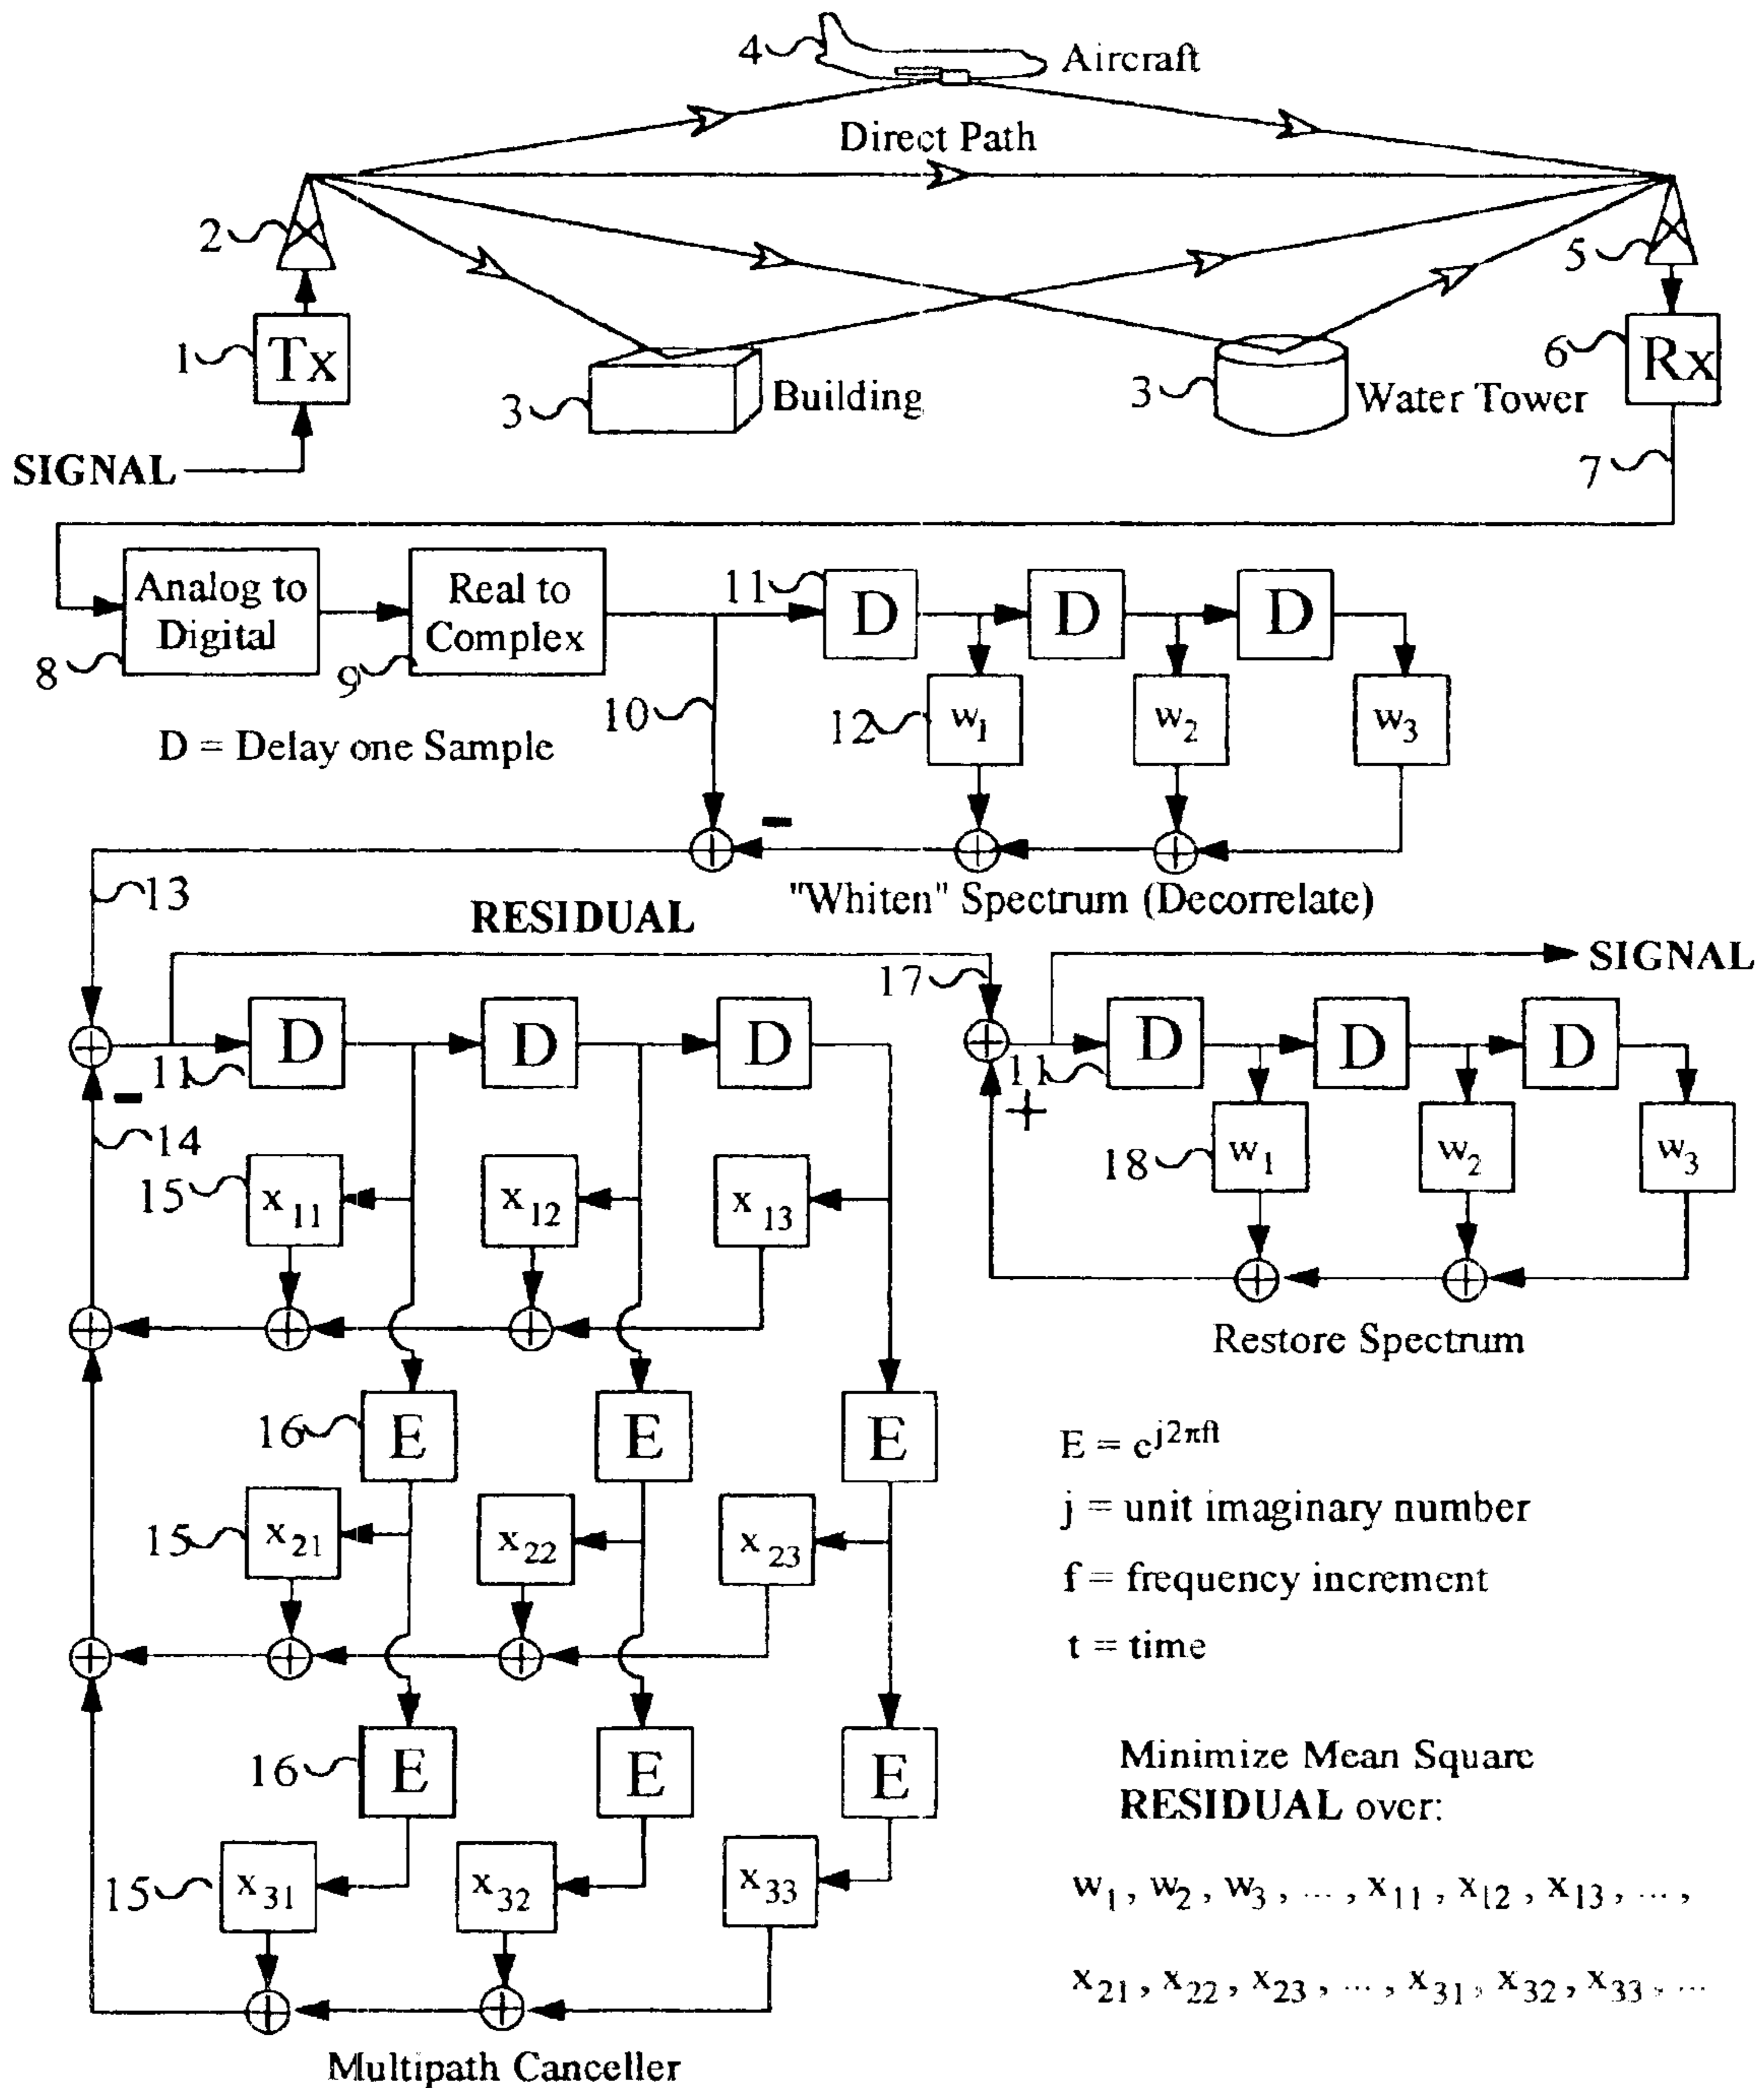 4 Aircraft
Direct Path
2
5
1 Tx
6 Rx
3 Building
3 Water Tower
SIGNAL
7
Analog to
Digital
8
Real to
Complex
9
11 D D D
10
12 w1 w2 w3
D = Delay one Sample
-
13
"Whiten" Spectrum (Decorrelate)
RESIDUAL
17
SIGNAL
11 D D D
11 D D D
-
+
14
15 x11 x12 x13
18 w1 w2 w3
Restore Spectrum
16 E E E
E = e^j2πft
j = unit imaginary number
15 x21 x22 x23
f = frequency increment
t = time
16 E E E
Minimize Mean Square
RESIDUAL over:
15 x31 x32 x33
w1, w2, w3, ... , x11, x12, x13, ... ,
x21, x22, x23, ... , x31, x32, x33, ...
Multipath Canceller